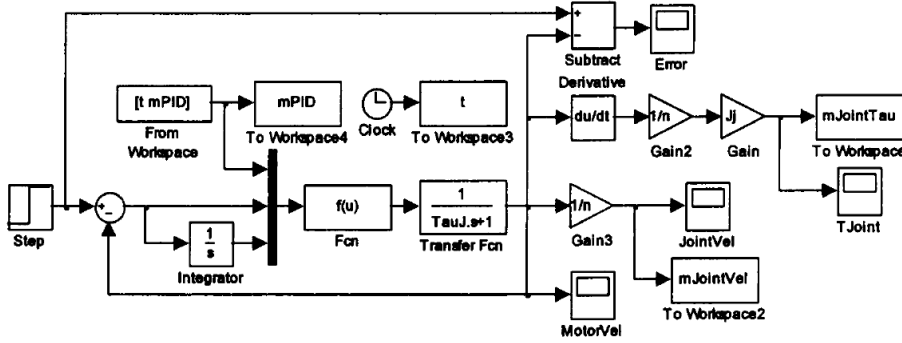 +
−
Subtract
Error
Derivative
[t mPID]
From
Workspace
mPID
To Workspace4
Clock
t
To Workspace3
du/dt
1/n
Gain2
Jj
Gain
mJointTau
To Workspace
TJoint
Step
+
−
1
s
Integrator
f(u)
Fcn
1
TauJ.s+1
Transfer Fcn
1/n
Gain3
JointVel
mJointVel
To Workspace2
MotorVel